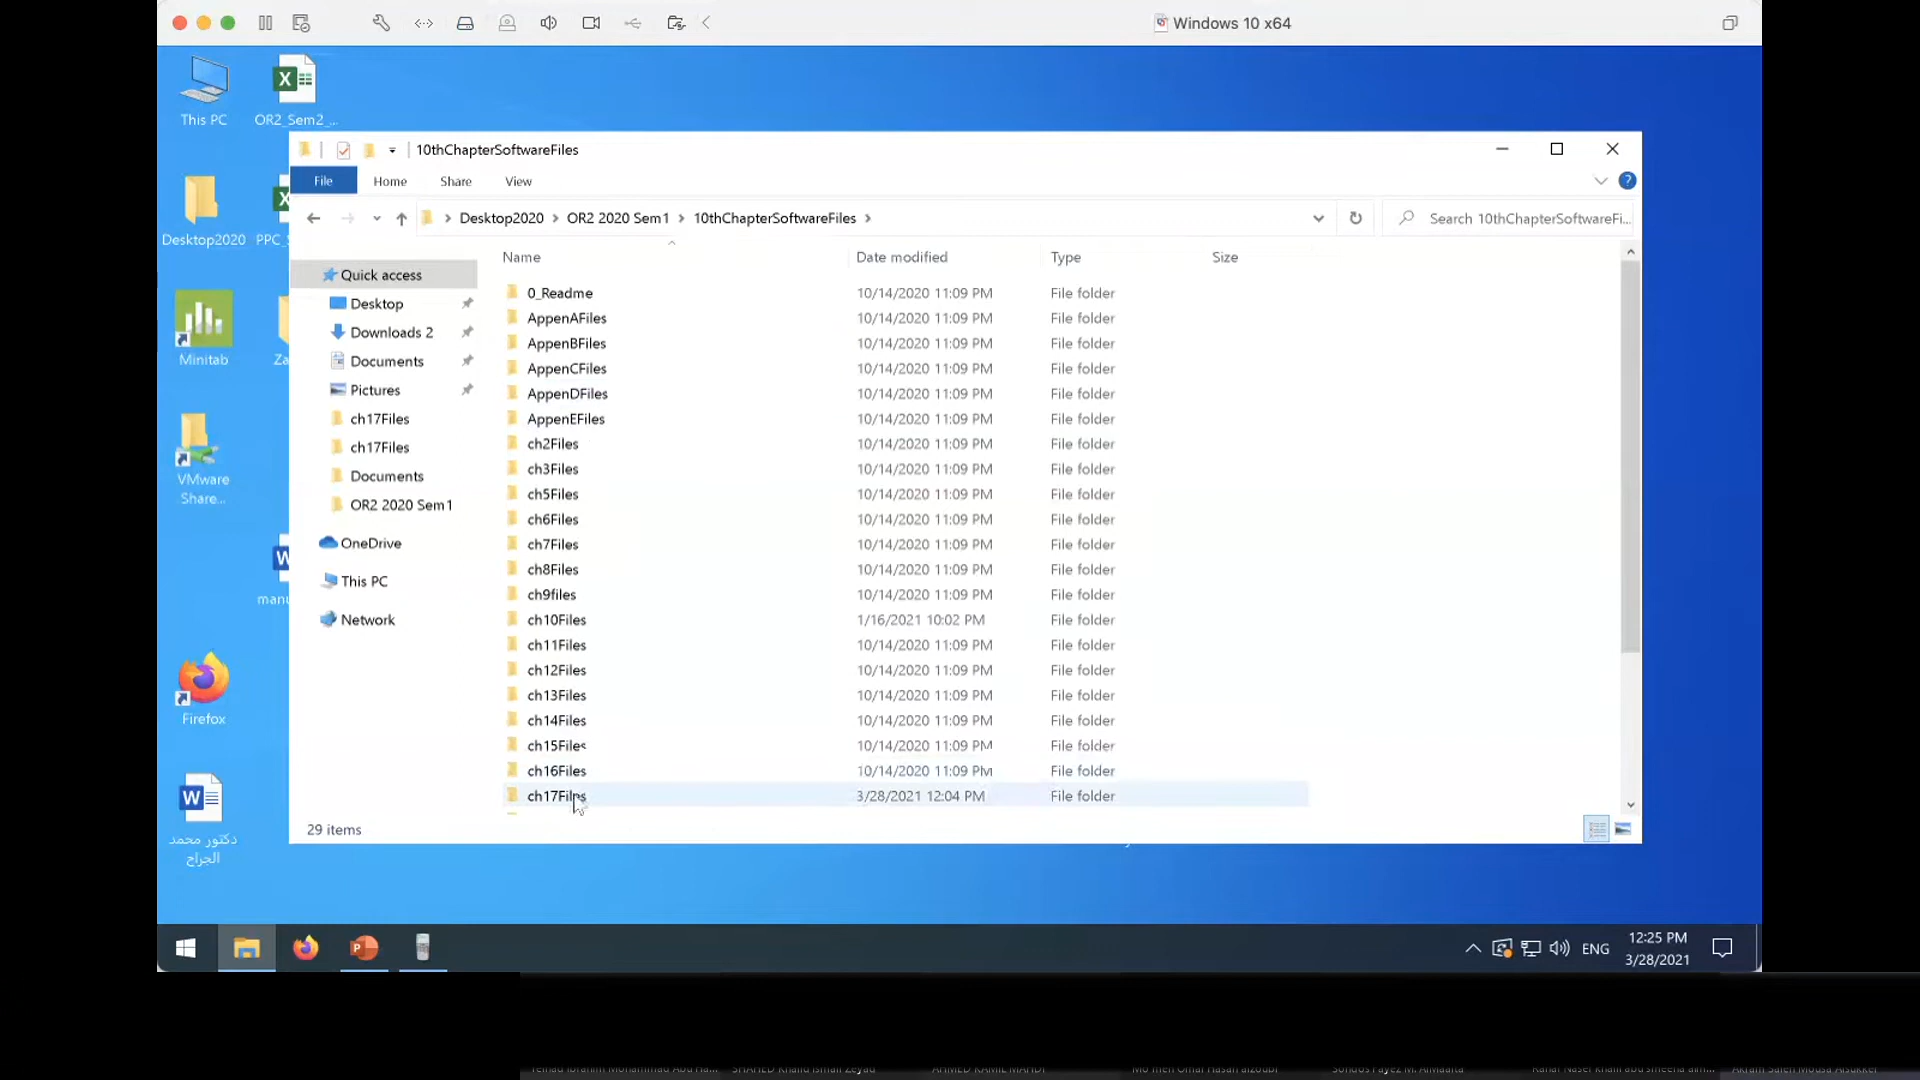 Windows 10 x64
This PC
OR2_Sem2_...
10thChapterSoftwareFiles
File
Home
Share
View
Desktop2020
OR2 2020 Sem1
10thChapterSoftwareFiles
Search 10thChapterSoftwareFi...
Desktop2020
PPC_S
Name
Date modified
Type
Size
Quick access
Desktop
Downloads 2
Documents
Pictures
ch17Files
ch17Files
Documents
OR2 2020 Sem1
OneDrive
This PC
Network
0_Readme 10/14/2020 11:09 PM File folder
AppenAFiles 10/14/2020 11:09 PM File folder
AppenBFiles 10/14/2020 11:09 PM File folder
AppenCFiles 10/14/2020 11:09 PM File folder
AppenDFiles 10/14/2020 11:09 PM File folder
AppenEFiles 10/14/2020 11:09 PM File folder
ch2Files 10/14/2020 11:09 PM File folder
ch3Files 10/14/2020 11:09 PM File folder
ch5Files 10/14/2020 11:09 PM File folder
ch6Files 10/14/2020 11:09 PM File folder
ch7Files 10/14/2020 11:09 PM File folder
ch8Files 10/14/2020 11:09 PM File folder
ch9files 10/14/2020 11:09 PM File folder
ch10Files 1/16/2021 10:02 PM File folder
ch11Files 10/14/2020 11:09 PM File folder
ch12Files 10/14/2020 11:09 PM File folder
ch13Files 10/14/2020 11:09 PM File folder
ch14Files 10/14/2020 11:09 PM File folder
ch15Files 10/14/2020 11:09 PM File folder
ch16Files 10/14/2020 11:09 PM File folder
ch17Files 3/28/2021 12:04 PM File folder
29 items
Minitab
Za
VMware
Share...
manu
Firefox
دكتور محمد
الجراح
ENG
12:25 PM
3/28/2021